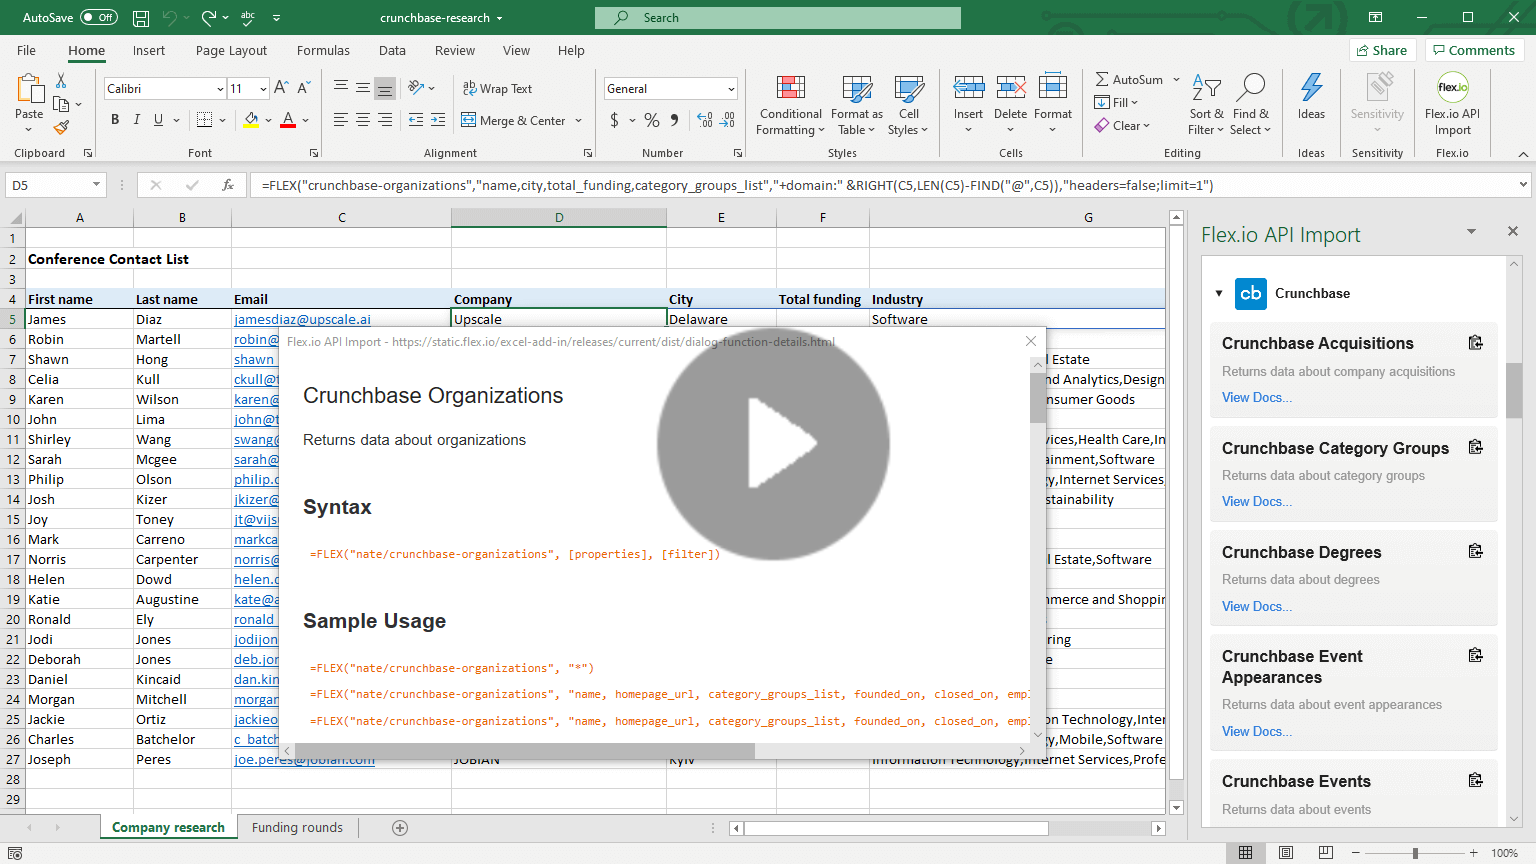 AutoSave Off abc crunchbase-research Search
File Home Insert Page Layout Formulas Data Review View Help Share Comments
Calibri 11 Wrap Text General Conditional Formatting Format as Table Cell Styles Insert Delete Format AutoSum Fill Clear Sort & Filter Find & Select Ideas Sensitivity flex.io Flex.io API Import
Paste B I U A Merge & Center $ %
Clipboard Font Alignment Number Styles Cells Editing Ideas Sensitivity Flex.io
D5 fx =FLEX("crunchbase-organizations","name,city,total_funding,category_groups_list","+domain:" &RIGHT(C5,LEN(C5)-FIND("@",C5)),"headers=false;limit=1")
A B C D E F G
1
2 Conference Contact List
3
4 First name Last name Email Company City Total funding Industry
5 James Diaz jamesdiaz@upscale.ai Upscale Delaware Software
6 Robin Martell robin@
7 Shawn Hong shawn l Estate
8 Celia Kull ckull@ nd Analytics,Design
9 Karen Wilson karen@ onsumer Goods
10 John Lima john@
11 Shirley Wang swang@ vices,Health Care,In
12 Sarah Mcgee sarah@ ainment,Software
13 Philip Olson philip. y,Internet Services,
14 Josh Kizer jkizer@ stainability
15 Joy Toney jt@vijs
16 Mark Carreno markca
17 Norris Carpenter norris@ l Estate,Software
18 Helen Dowd helen.
19 Katie Augustine kate@ mmerce and Shoppin
20 Ronald Ely ronald
21 Jodi Jones jodijon ring
22 Deborah Jones deb.jon e
23 Daniel Kincaid dan.kin
24 Morgan Mitchell morgan
25 Jackie Ortiz jackieo on Technology,Inter
26 Charles Batchelor c_batch y,Mobile,Software
27 Joseph Peres joe.peres@jobian.com JOBIAN Kyiv Information Technology,Internet Services,Profe
28
29
Flex.io API Import - https://static.flex.io/excel-add-in/releases/current/dist/dialog-function-details.html
Crunchbase Organizations
Returns data about organizations
Syntax
=FLEX("nate/crunchbase-organizations", [properties], [filter])
Sample Usage
=FLEX("nate/crunchbase-organizations", "*")
=FLEX("nate/crunchbase-organizations", "name, homepage_url, category_groups_list, founded_on, closed_on, empl
=FLEX("nate/crunchbase-organizations", "name, homepage_url, category_groups_list, founded_on, closed_on, empl
Flex.io API Import
cb Crunchbase
Crunchbase Acquisitions
Returns data about company acquisitions
View Docs...
Crunchbase Category Groups
Returns data about category groups
View Docs...
Crunchbase Degrees
Returns data about degrees
View Docs...
Crunchbase Event
Appearances
Returns data about event appearances
View Docs...
Crunchbase Events
Returns data about events
Company research Funding rounds
100%